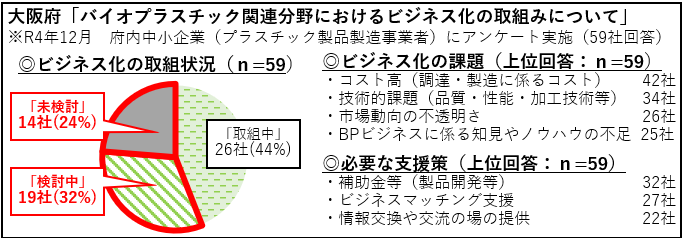 大阪府「バイオプラスチック関連分野におけるビジネス化の取組みについて」
※R4年12月　府内中小企業（プラスチック製品製造事業者）にアンケート実施（59社回答）
◎ビジネス化の取組状況（ｎ=59）
「未検討」
14社(24%)
「取組中」
26社(44%)
「検討中」
19社(32%)
◎ビジネス化の課題（上位回答：ｎ=59）
・コスト高（調達・製造に係るコスト）　42社
・技術的課題（品質・性能・加工技術等）　34社
・市場動向の不透明さ　26社
・BPビジネスに係る知見やノウハウの不足　25社
◎必要な支援策（上位回答：ｎ=59）
・補助金等（製品開発等）　32社
・ビジネスマッチング支援　27社
・情報交換や交流の場の提供　22社